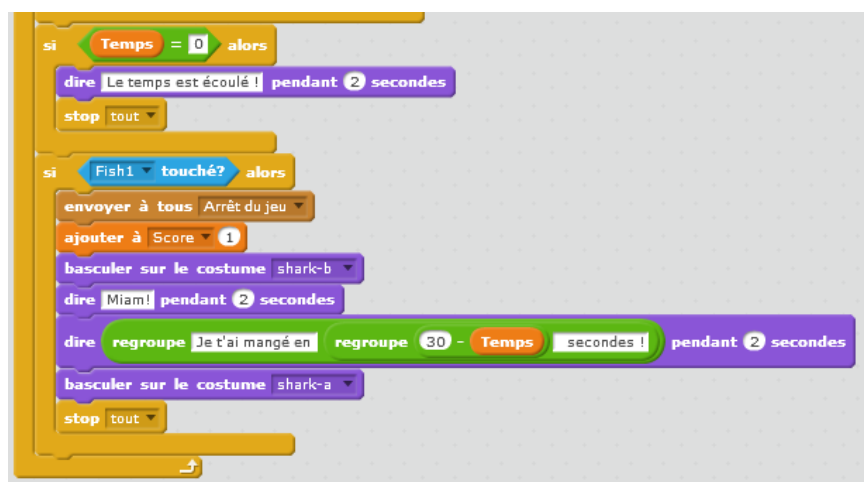 si Temps = 0 alors
dire Le temps est écoulé ! pendant 2 secondes
stop tout
si Fish1 touché? alors
envoyer à tous Arrêt du jeu
ajouter à Score 1
basculer sur le costume shark-b
dire Miam! pendant 2 secondes
dire regroupe Je t'ai mangé en regroupe 30 - Temps secondes ! pendant 2 secondes
basculer sur le costume shark-a
stop tout